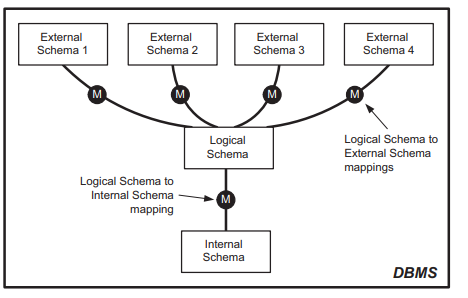 External
Schema 1
External
Schema 2
External
Schema 3
External
Schema 4
M
M
M
M
Logical
Schema
Logical Schema to
External Schema
mappings
Logical Schema to
Internal Schema
mapping
M
Internal
Schema
DBMS